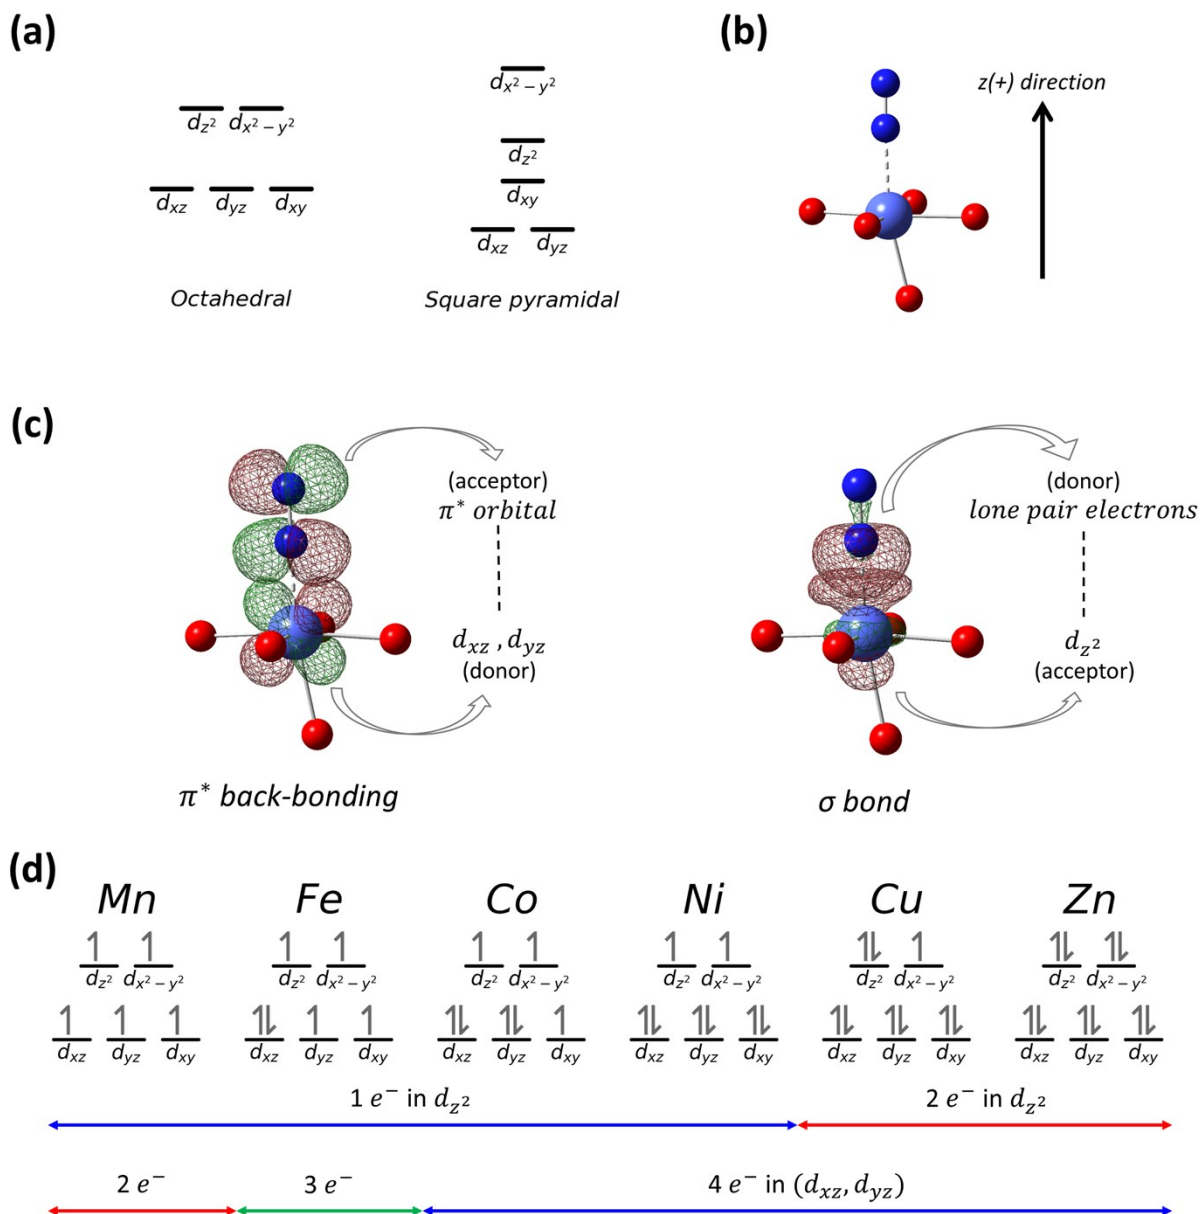 (a)
d_{z²} d_{x²−y²}
d_{xz} d_{yz} d_{xy}
Octahedral
d_{x²−y²}
d_{z²}
d_{xy}
d_{xz} d_{yz}
Square pyramidal
(b)
z(+) direction
(c)
(acceptor)
π* orbital
d_{xz} , d_{yz}
(donor)
π* back-bonding
(donor)
lone pair electrons
d_{z²}
(acceptor)
σ bond
(d)
Mn Fe Co Ni Cu Zn
d_{z²} d_{x²−y²} d_{z²} d_{x²−y²} d_{z²} d_{x²−y²} d_{z²} d_{x²−y²} d_{z²} d_{x²−y²} d_{z²} d_{x²−y²}
d_{xz} d_{yz} d_{xy} d_{xz} d_{yz} d_{xy} d_{xz} d_{yz} d_{xy} d_{xz} d_{yz} d_{xy} d_{xz} d_{yz} d_{xy} d_{xz} d_{yz} d_{xy}
1 e⁻ in d_{z²} 2 e⁻ in d_{z²}
2 e⁻ 3 e⁻ 4 e⁻ in (d_{xz}, d_{yz})